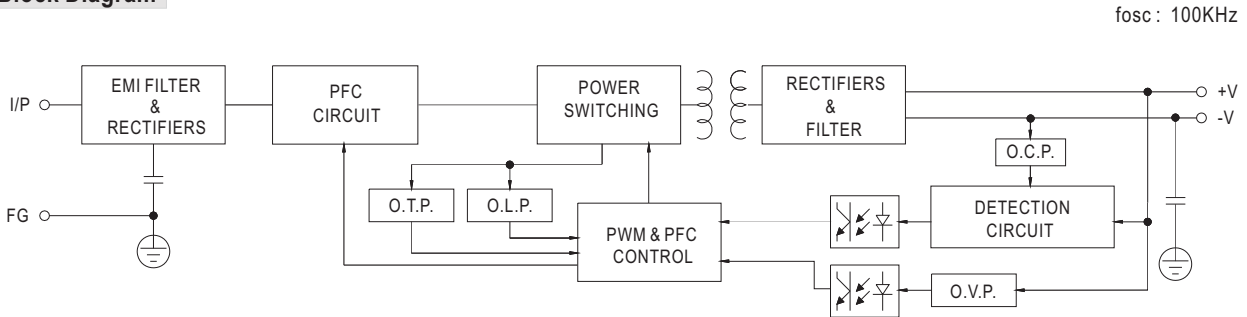 Block Diagram
fosc : 100KHz
I/P
EMI FILTER
&
RECTIFIERS
PFC
CIRCUIT
POWER
SWITCHING
RECTIFIERS
&
FILTER
+V
-V
O.C.P.
O.T.P.
O.L.P.
FG
PWM & PFC
CONTROL
DETECTION
CIRCUIT
O.V.P.